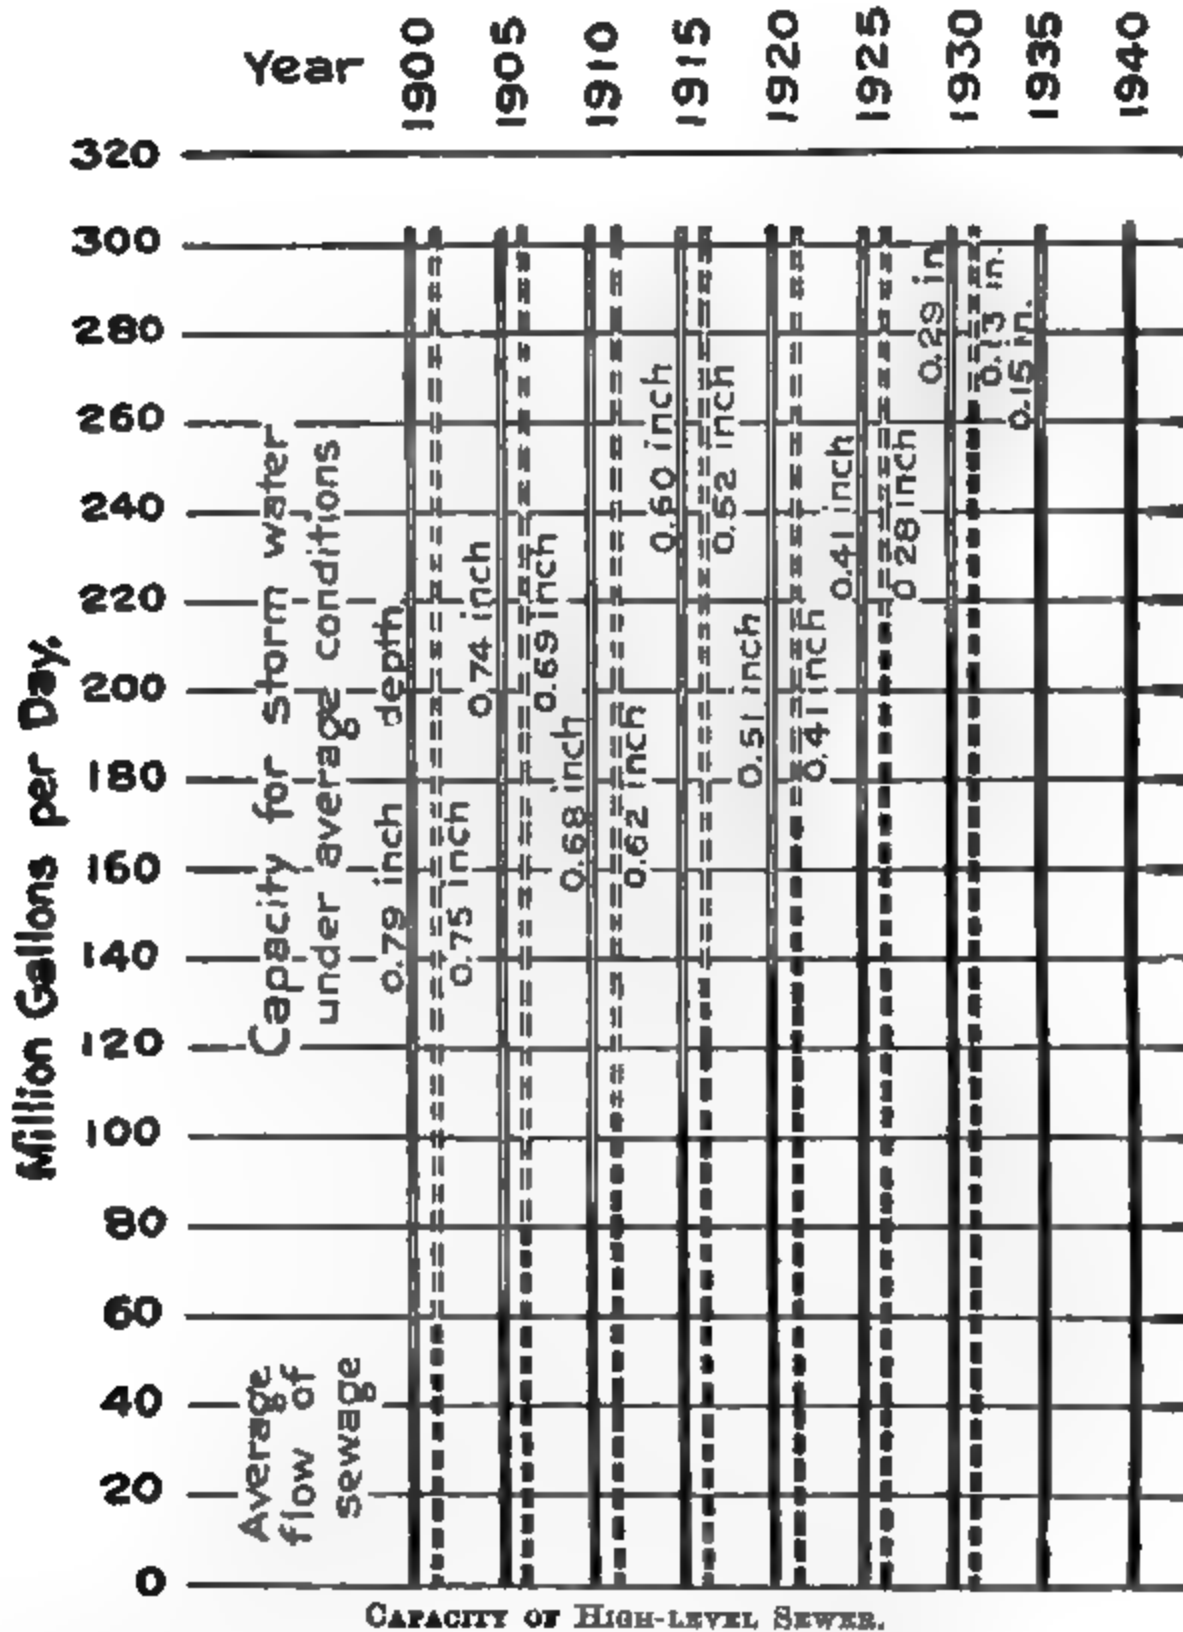 Year
1900
1905
1910
1915
1920
1925
1930
1935
1940
320
300
280
260
240
220
200
180
160
140
120
100
80
60
40
20
0
Million Gallons per Day.
Capacity for storm water
under average conditions
Average
flow of
sewage
0.79 inch depth
0.75 inch
0.74 inch
0.69 inch
0.68 inch
0.62 inch
0.60 inch
0.52 inch
0.51 inch
0.41 inch
0.41 inch
0.28 inch
0.29 in.
0.13 in.
0.15 in.
CAPACITY OF HIGH-LEVEL SEWER.